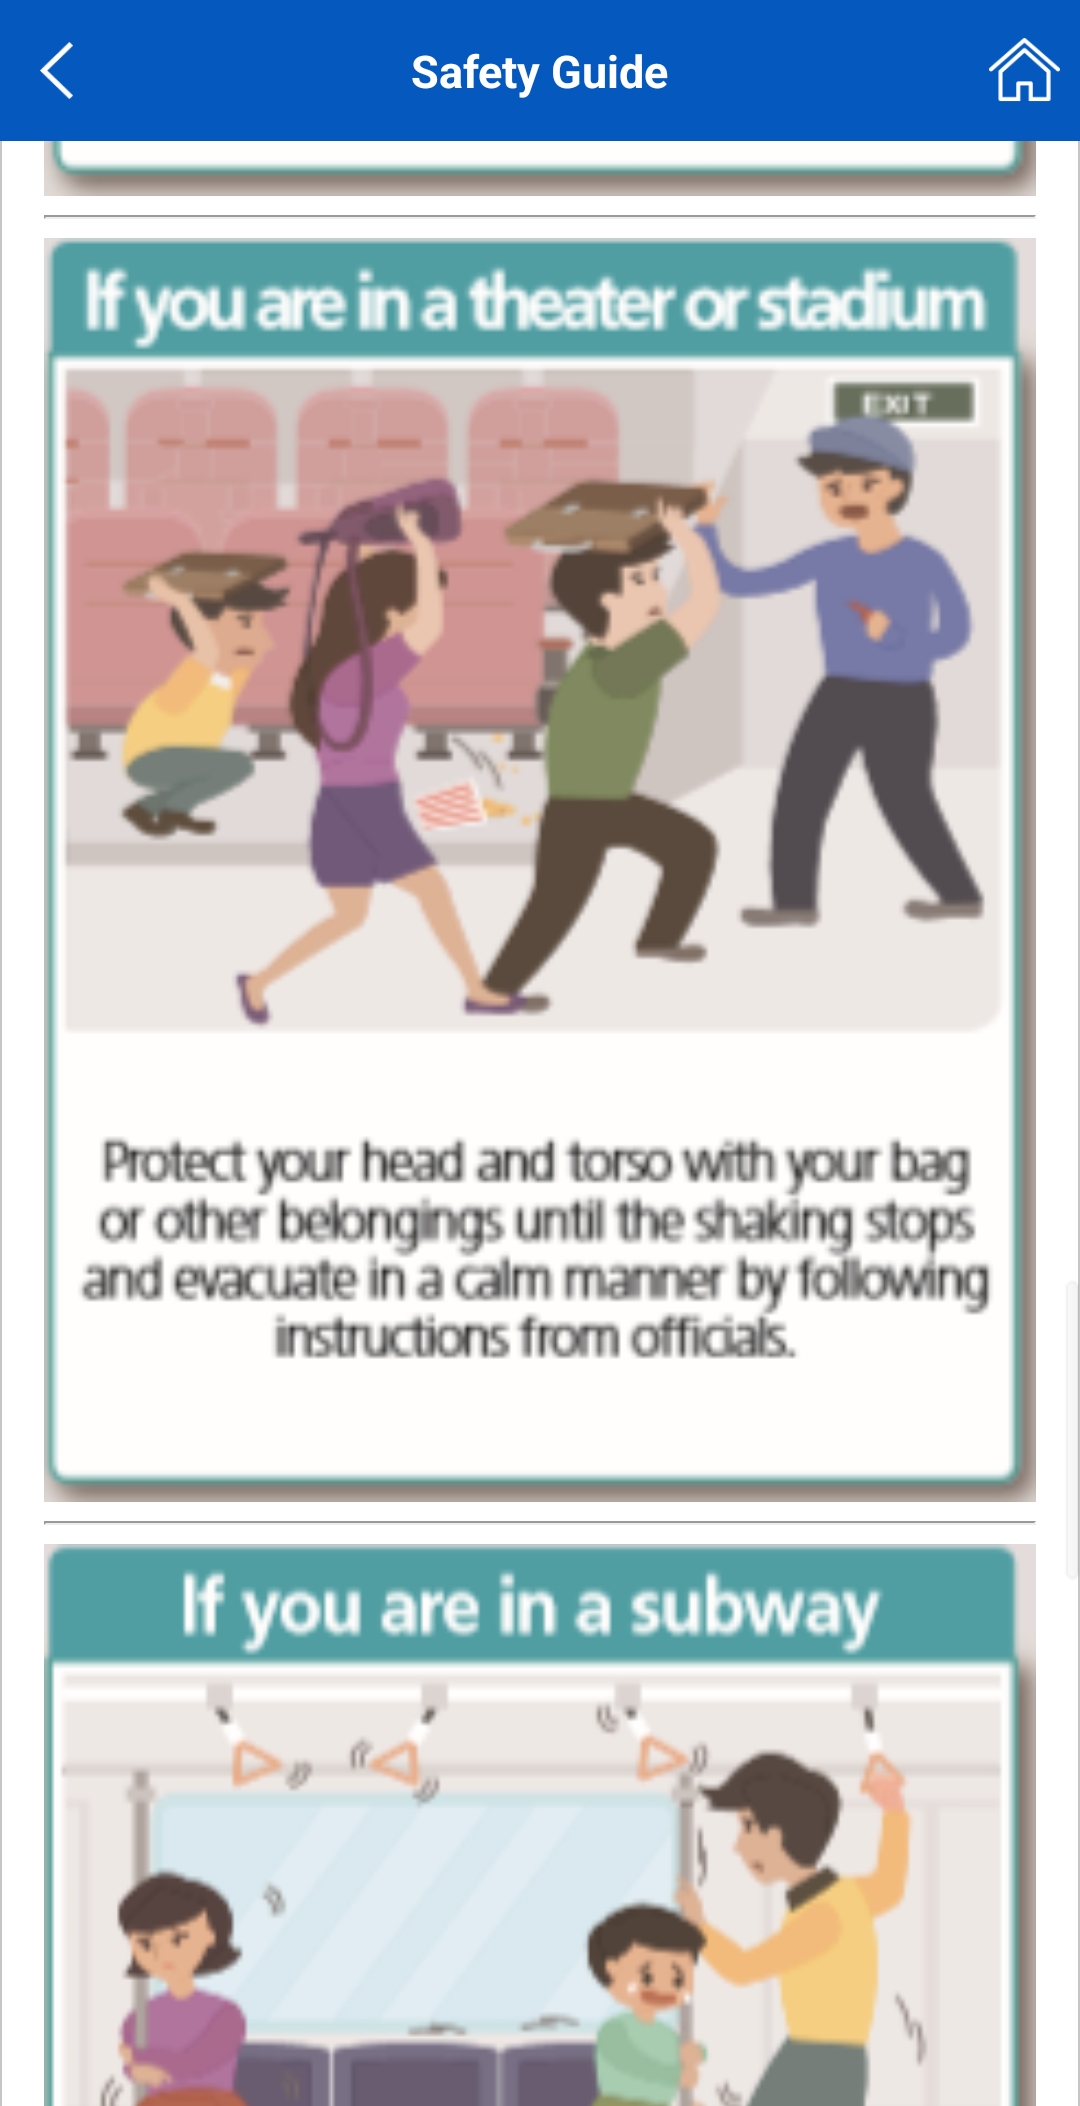 Safety Guide
If you are in a theater or stadium
EXIT
Protect your head and torso with your bag
or other belongings until the shaking stops
and evacuate in a calm manner by following
instructions from officials.
If you are in a subway